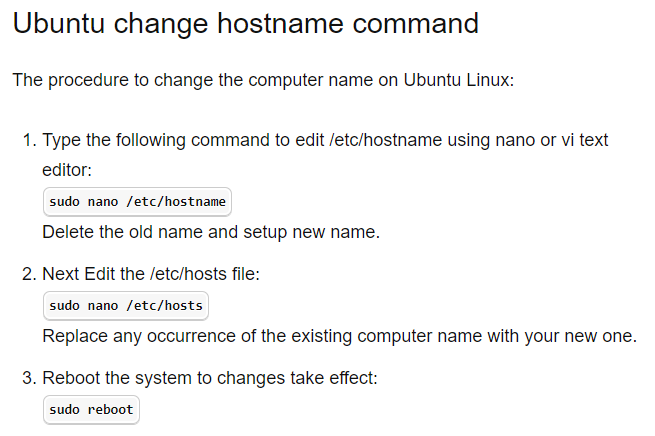 Ubuntu change hostname command
The procedure to change the computer name on Ubuntu Linux:
1. Type the following command to edit /etc/hostname using nano or vi text
editor:
sudo nano /etc/hostname
Delete the old name and setup new name.
2. Next Edit the /etc/hosts file:
sudo nano /etc/hosts
Replace any occurrence of the existing computer name with your new one.
3. Reboot the system to changes take effect:
sudo reboot